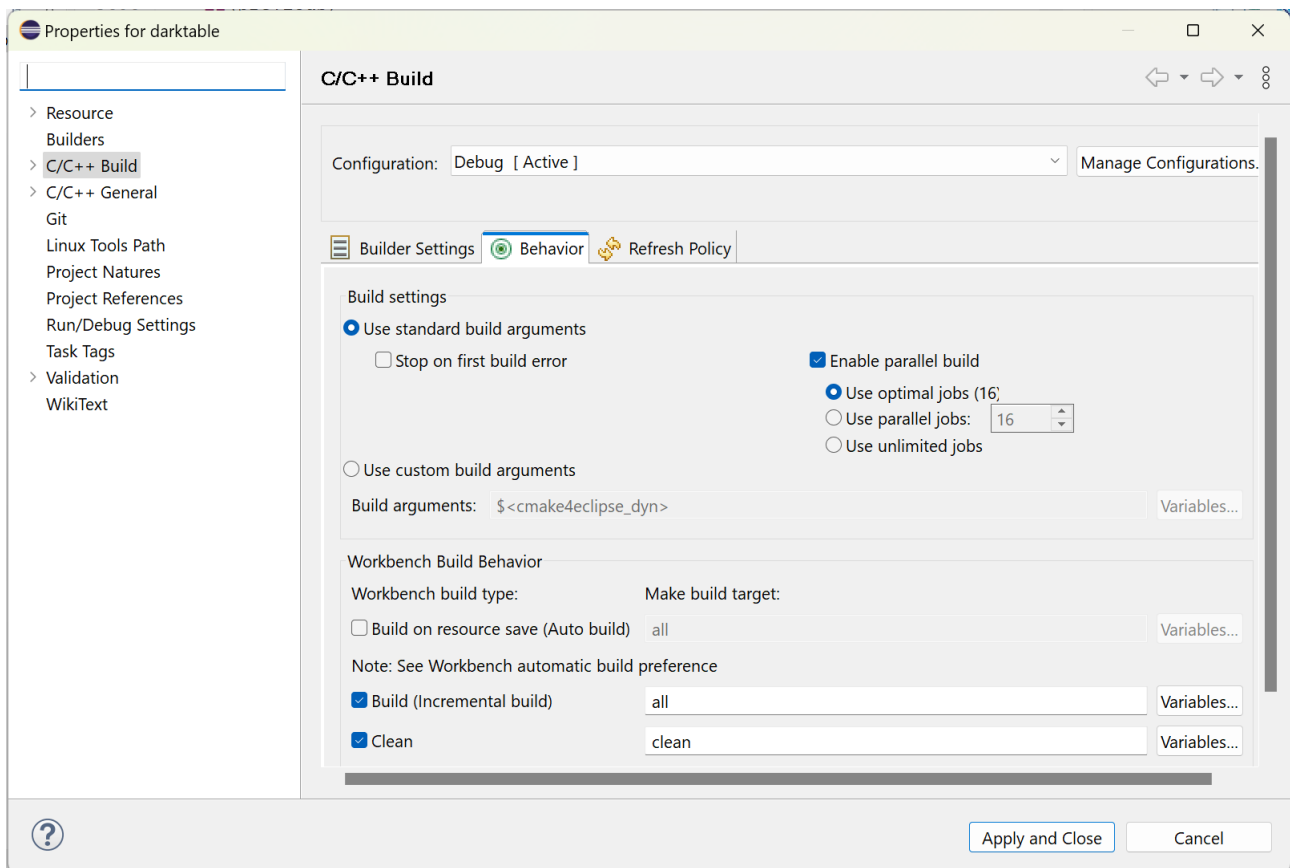 Properties for darktable
C/C++ Build
Resource
Builders
C/C++ Build
C/C++ General
Git
Linux Tools Path
Project Natures
Project References
Run/Debug Settings
Task Tags
Validation
WikiText
Configuration: Debug [ Active ] Manage Configurations.
Builder Settings Behavior Refresh Policy
Build settings
Use standard build arguments
Stop on first build error Enable parallel build
Use optimal jobs (16)
Use parallel jobs: 16
Use unlimited jobs
Use custom build arguments
Build arguments: $<cmake4eclipse_dyn> Variables...
Workbench Build Behavior
Workbench build type: Make build target:
Build on resource save (Auto build) all Variables...
Note: See Workbench automatic build preference
Build (Incremental build) all Variables...
Clean clean Variables...
? Apply and Close Cancel